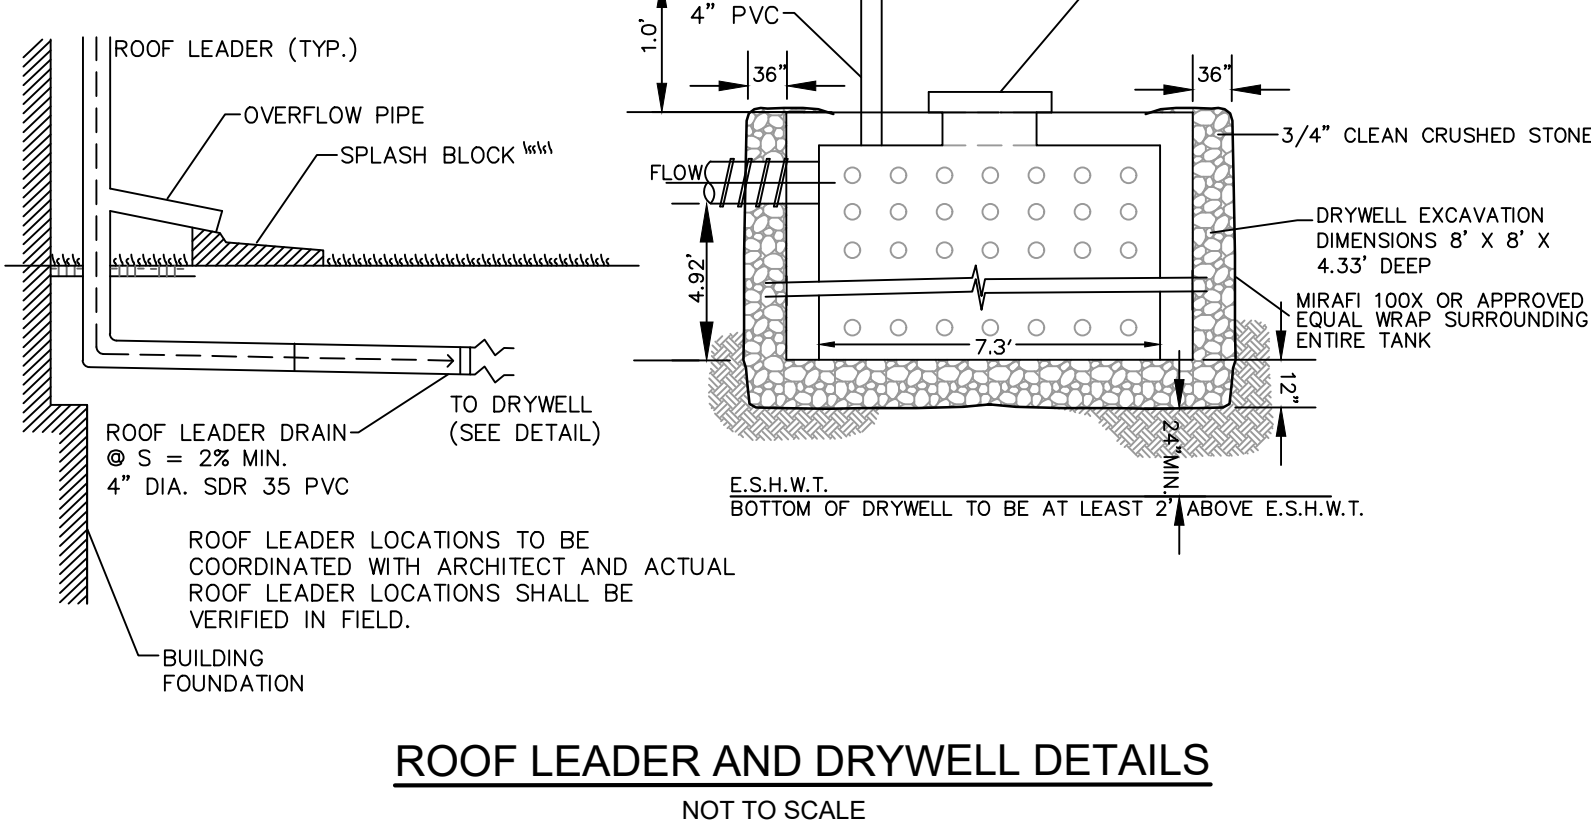 ROOF LEADER (TYP.)
OVERFLOW PIPE
SPLASH BLOCK
ROOF LEADER DRAIN
@ S = 2% MIN.
4" DIA. SDR 35 PVC
TO DRYWELL
(SEE DETAIL)
ROOF LEADER LOCATIONS TO BE
COORDINATED WITH ARCHITECT AND ACTUAL
ROOF LEADER LOCATIONS SHALL BE
VERIFIED IN FIELD.
BUILDING
FOUNDATION
1.0'
4" PVC
36"
36"
FLOW
4.92'
7.3'
3/4" CLEAN CRUSHED STONE
DRYWELL EXCAVATION
DIMENSIONS 8' X 8' X
4.33' DEEP
MIRAFI 100X OR APPROVED
EQUAL WRAP SURROUNDING
ENTIRE TANK
12"
24"MIN.
E.S.H.W.T.
BOTTOM OF DRYWELL TO BE AT LEAST 2' ABOVE E.S.H.W.T.
ROOF LEADER AND DRYWELL DETAILS
NOT TO SCALE